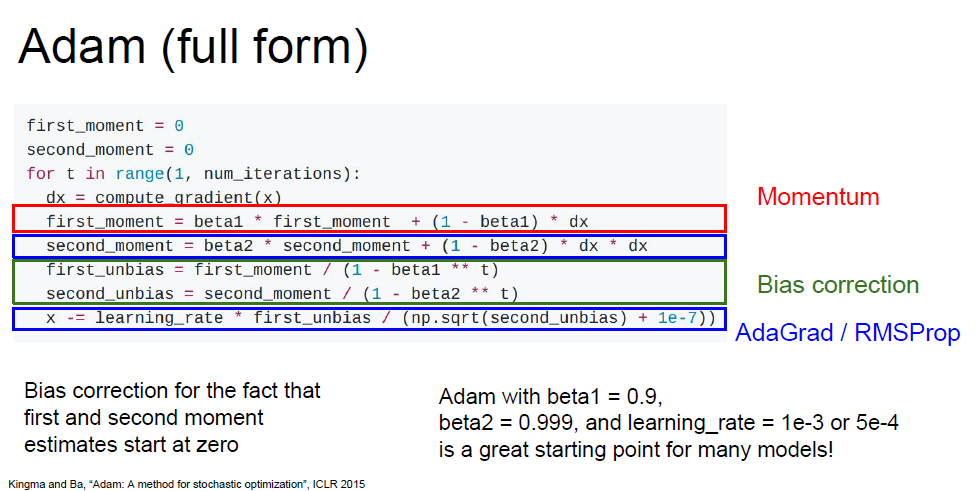 Adam (full form)
first_moment = 0
second_moment = 0
for t in range(1, num_iterations):
dx = compute_gradient(x)
first_moment = beta1 * first_moment + (1 - beta1) * dx
Momentum
second_moment = beta2 * second_moment + (1 - beta2) * dx * dx
first_unbias = first_moment / (1 - beta1 ** t)
second_unbias = second_moment / (1 - beta2 ** t)
Bias correction
x -= learning_rate * first_unbias / (np.sqrt(second_unbias) + 1e-7))
AdaGrad / RMSProp
Bias correction for the fact that
first and second moment
estimates start at zero
Adam with beta1 = 0.9,
beta2 = 0.999, and learning_rate = 1e-3 or 5e-4
is a great starting point for many models!
Kingma and Ba, “Adam: A method for stochastic optimization”, ICLR 2015